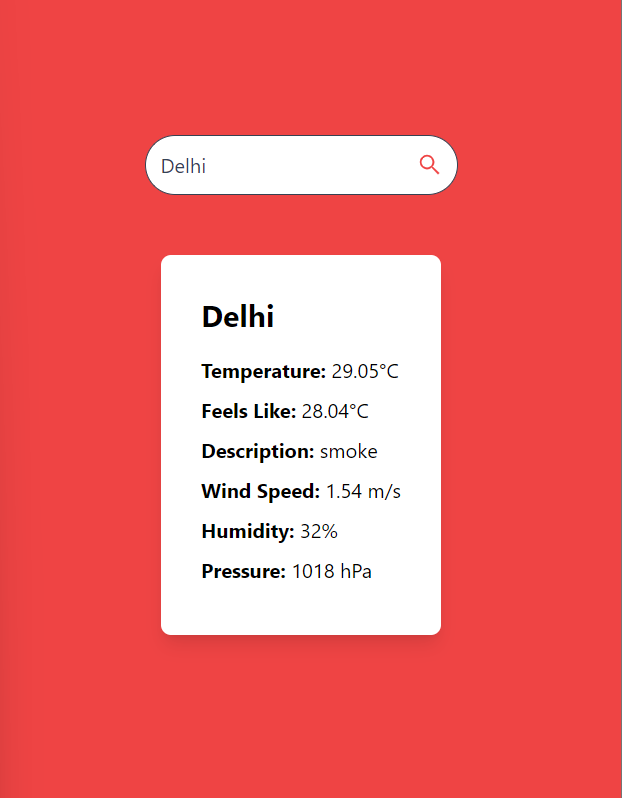 Delhi
Delhi
Temperature: 29.05°C
Feels Like: 28.04°C
Description: smoke
Wind Speed: 1.54 m/s
Humidity: 32%
Pressure: 1018 hPa